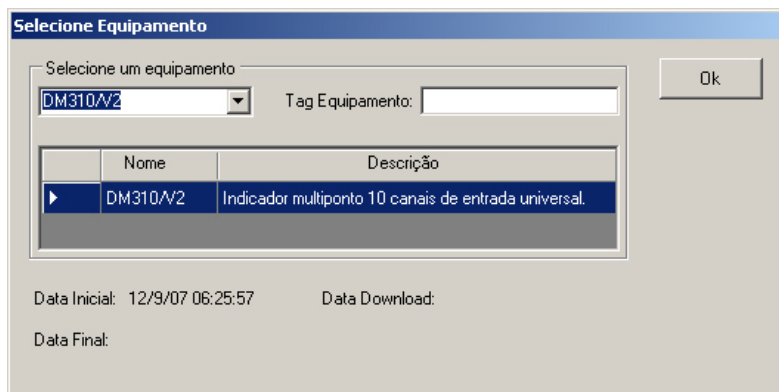 Selecione Equipamento
Selecione um equipamento
DM310/V2 Tag Equipamento: Ok
Nome Descrição
DM310/V2 Indicador multiponto 10 canais de entrada universal.
Data Inicial: 12/9/07 06:25:57 Data Download:
Data Final: